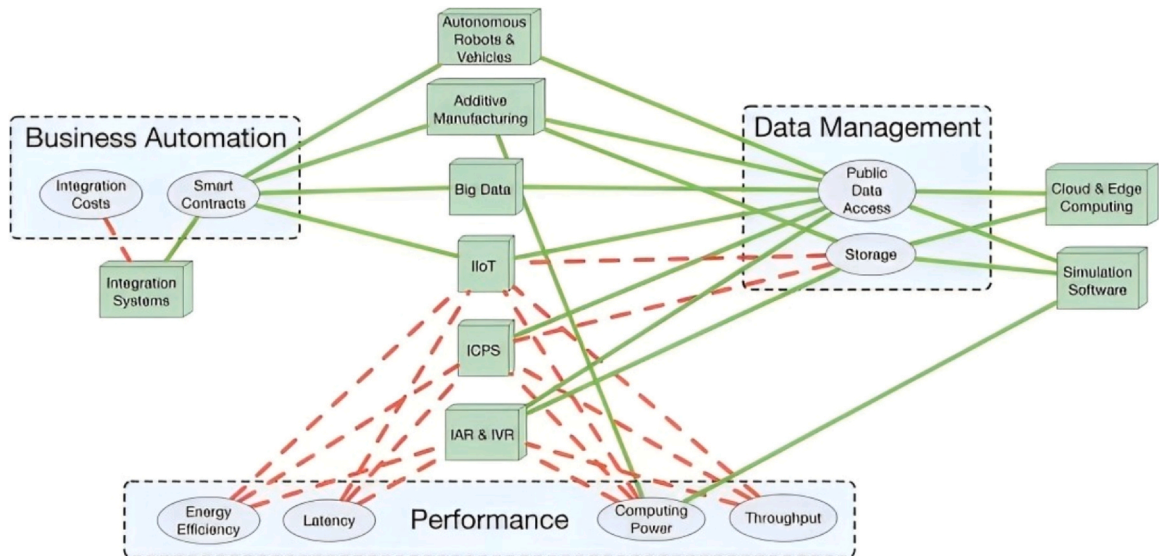 Autonomous
Robots &
Vehicles
Additive
Manufacturing
Business Automation
Data Management
Integration
Costs
Smart
Contracts
Big Data
Public
Data
Access
Cloud & Edge
Computing
IIoT
Storage
Integration
Systems
Simulation
Software
ICPS
IAR & IVR
Energy
Efficiency
Latency
Performance
Computing
Power
Throughput